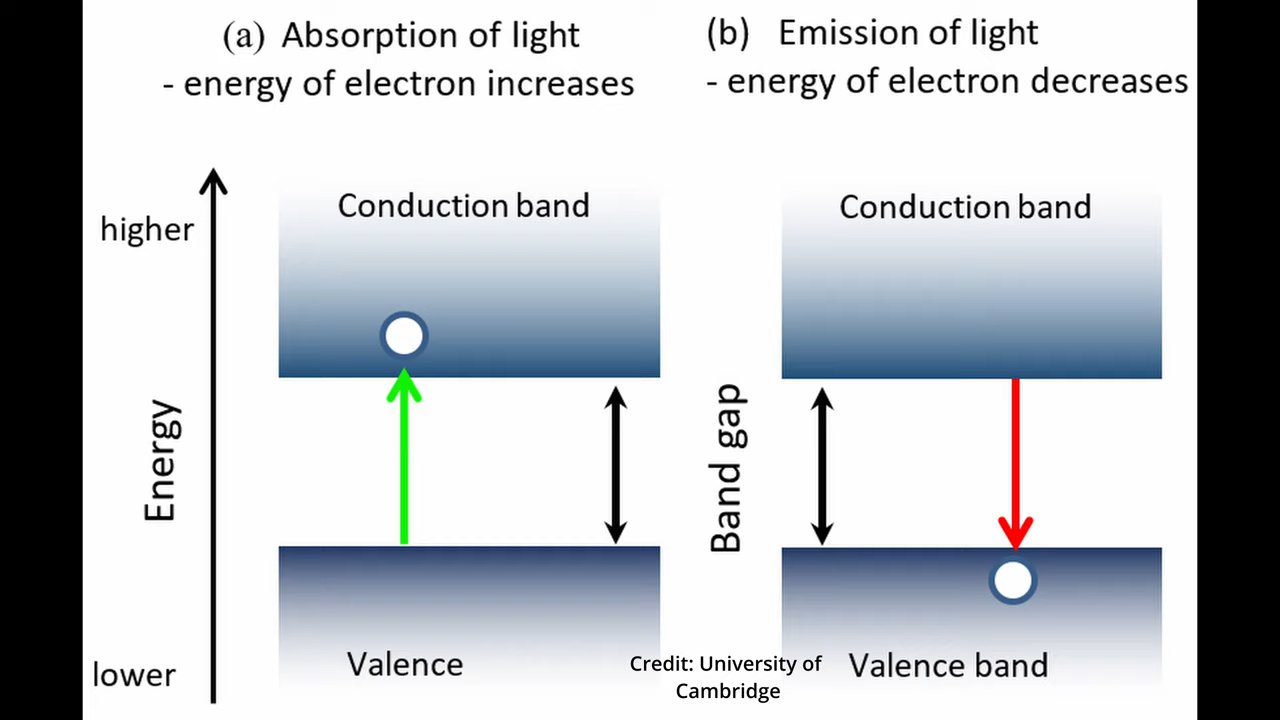 (a) Absorption of light
- energy of electron increases
(b) Emission of light
- energy of electron decreases
higher
Energy
lower
Conduction band
Valence
Band gap
Conduction band
Valence band
Credit: University of
Cambridge